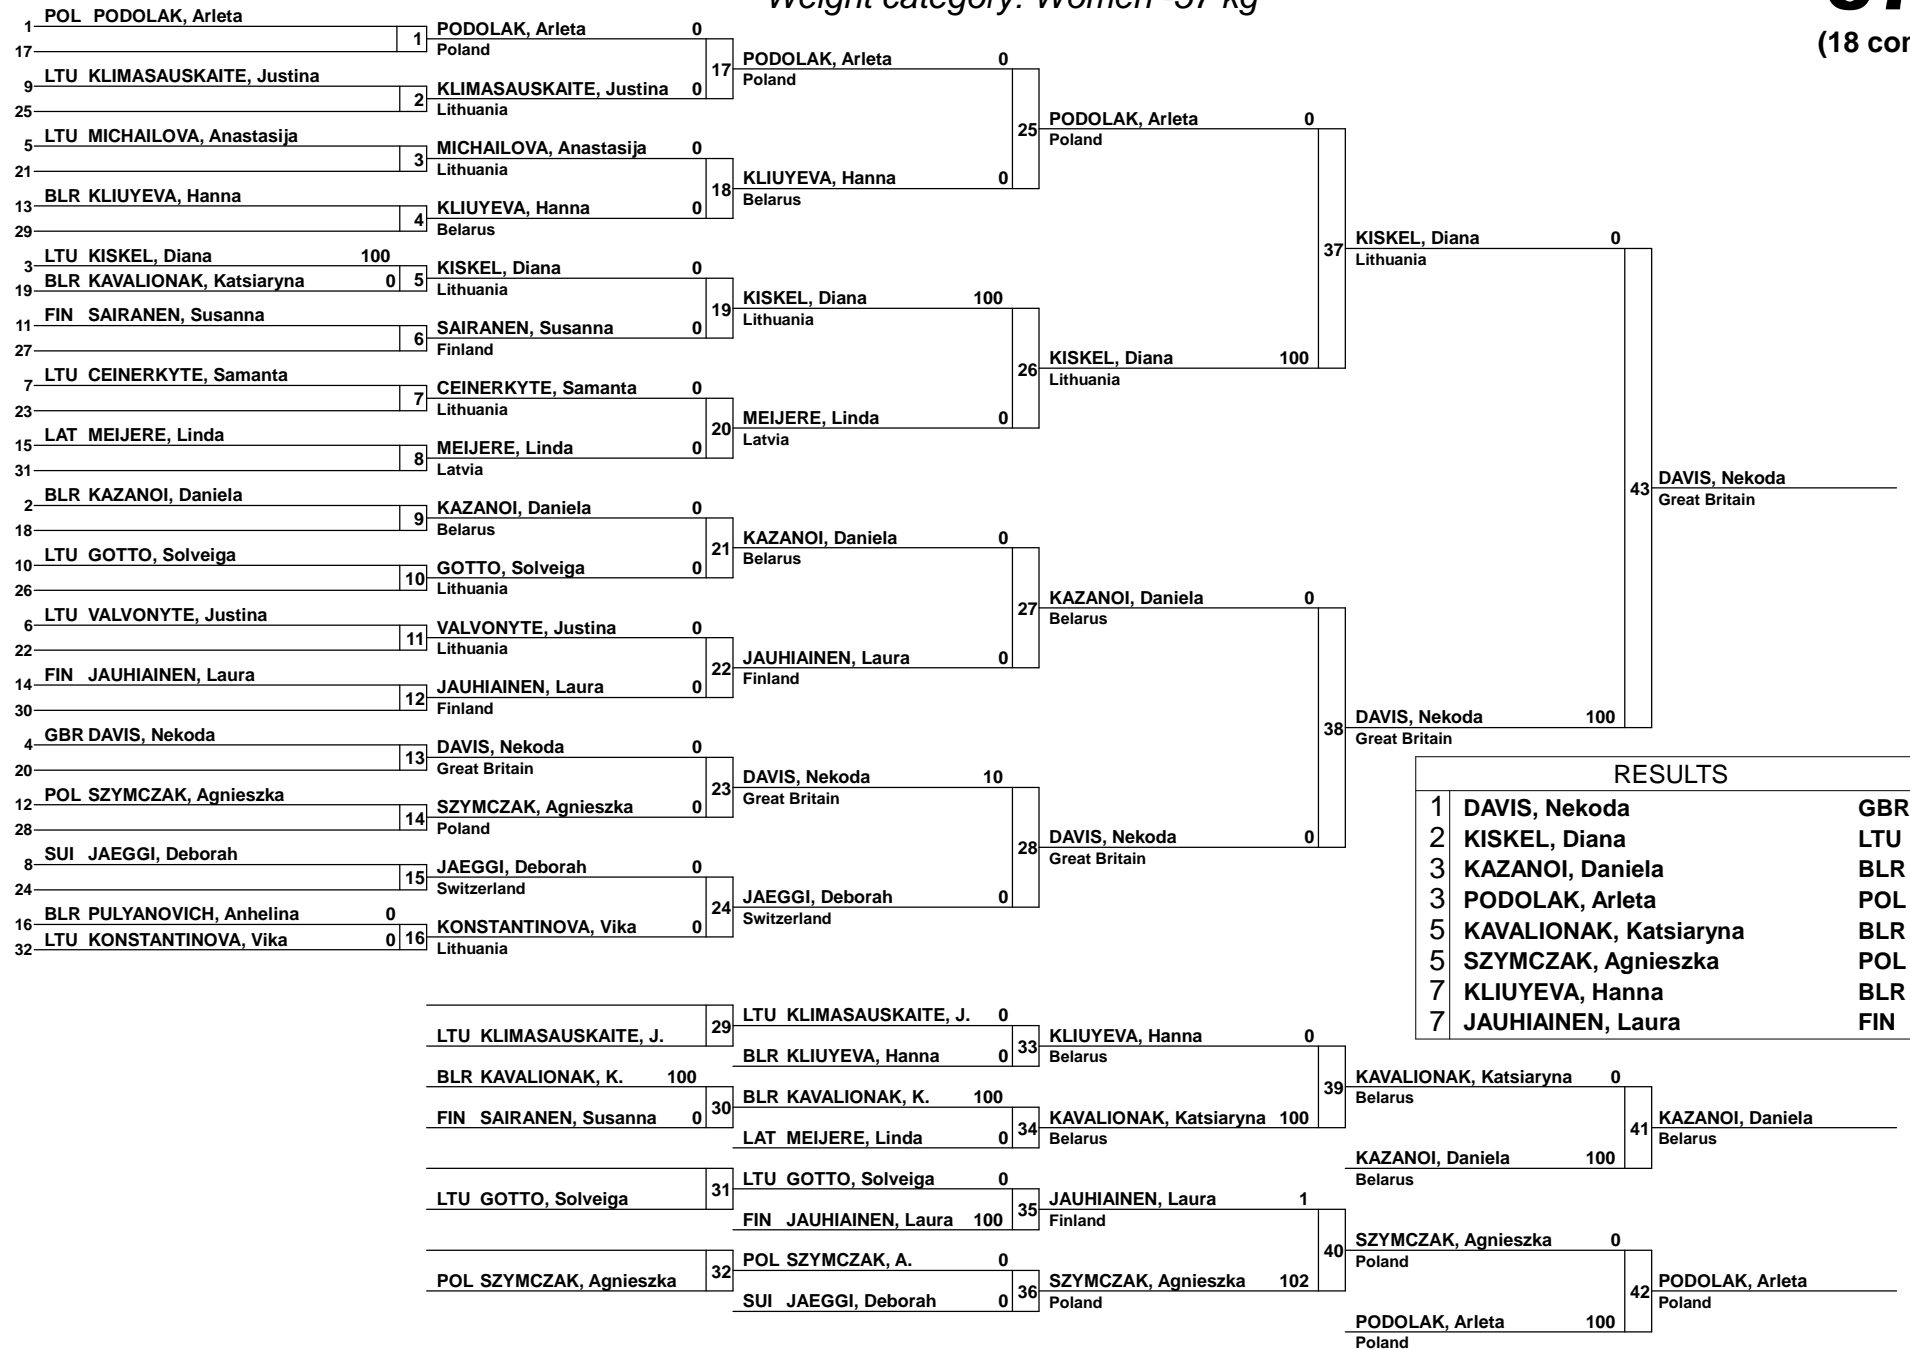 Weight category: Women -57 kg
(18 con
1 POL PODOLAK, Arleta
17
1 PODOLAK, Arleta 0
Poland
9 LTU KLIMASAUSKAITE, Justina
25
2 KLIMASAUSKAITE, Justina 0
Lithuania
17 PODOLAK, Arleta 0
Poland
5 LTU MICHAILOVA, Anastasija
21
3 MICHAILOVA, Anastasija 0
Lithuania
13 BLR KLIUYEVA, Hanna
29
4 KLIUYEVA, Hanna 0
Belarus
18 KLIUYEVA, Hanna 0
Belarus
25 PODOLAK, Arleta 0
Poland
3 LTU KISKEL, Diana 100
19 BLR KAVALIONAK, Katsiaryna 0
5 KISKEL, Diana 0
Lithuania
11 FIN SAIRANEN, Susanna
27
6 SAIRANEN, Susanna 0
Finland
19 KISKEL, Diana 100
Lithuania
7 LTU CEINERKYTE, Samanta
23
7 CEINERKYTE, Samanta 0
Lithuania
15 LAT MEIJERE, Linda
31
8 MEIJERE, Linda 0
Latvia
20 MEIJERE, Linda 0
Latvia
26 KISKEL, Diana 100
Lithuania
37 KISKEL, Diana 0
Lithuania
2 BLR KAZANOI, Daniela
18
9 KAZANOI, Daniela 0
Belarus
10 LTU GOTTO, Solveiga
26
10 GOTTO, Solveiga 0
Lithuania
21 KAZANOI, Daniela 0
Belarus
6 LTU VALVONYTE, Justina
22
11 VALVONYTE, Justina 0
Lithuania
14 FIN JAUHIAINEN, Laura
30
12 JAUHIAINEN, Laura 0
Finland
22 JAUHIAINEN, Laura 0
Finland
27 KAZANOI, Daniela 0
Belarus
4 GBR DAVIS, Nekoda
20
13 DAVIS, Nekoda 0
Great Britain
12 POL SZYMCZAK, Agnieszka
28
14 SZYMCZAK, Agnieszka 0
Poland
23 DAVIS, Nekoda 10
Great Britain
8 SUI JAEGGI, Deborah
24
15 JAEGGI, Deborah 0
Switzerland
16 BLR PULYANOVICH, Anhelina 0
32 LTU KONSTANTINOVA, Vika 0
16 KONSTANTINOVA, Vika 0
Lithuania
24 JAEGGI, Deborah 0
Switzerland
28 DAVIS, Nekoda 0
Great Britain
38 DAVIS, Nekoda 100
Great Britain
43 DAVIS, Nekoda
Great Britain
RESULTS
1 DAVIS, Nekoda GBR
2 KISKEL, Diana LTU
3 KAZANOI, Daniela BLR
3 PODOLAK, Arleta POL
5 KAVALIONAK, Katsiaryna BLR
5 SZYMCZAK, Agnieszka POL
7 KLIUYEVA, Hanna BLR
7 JAUHIAINEN, Laura FIN
LTU KLIMASAUSKAITE, J.
29 LTU KLIMASAUSKAITE, J. 0
BLR KLIUYEVA, Hanna 0
33 KLIUYEVA, Hanna 0
Belarus
BLR KAVALIONAK, K. 100
FIN SAIRANEN, Susanna 0
30 BLR KAVALIONAK, K. 100
LAT MEIJERE, Linda 0
34 KAVALIONAK, Katsiaryna 100
Belarus
39 KAVALIONAK, Katsiaryna 0
Belarus
KAZANOI, Daniela 100
Belarus
41 KAZANOI, Daniela
Belarus
LTU GOTTO, Solveiga
31 LTU GOTTO, Solveiga 0
FIN JAUHIAINEN, Laura 100
35 JAUHIAINEN, Laura 1
Finland
POL SZYMCZAK, Agnieszka
32 POL SZYMCZAK, A. 0
SUI JAEGGI, Deborah 0
36 SZYMCZAK, Agnieszka 102
Poland
40 SZYMCZAK, Agnieszka 0
Poland
PODOLAK, Arleta 100
Poland
42 PODOLAK, Arleta
Poland